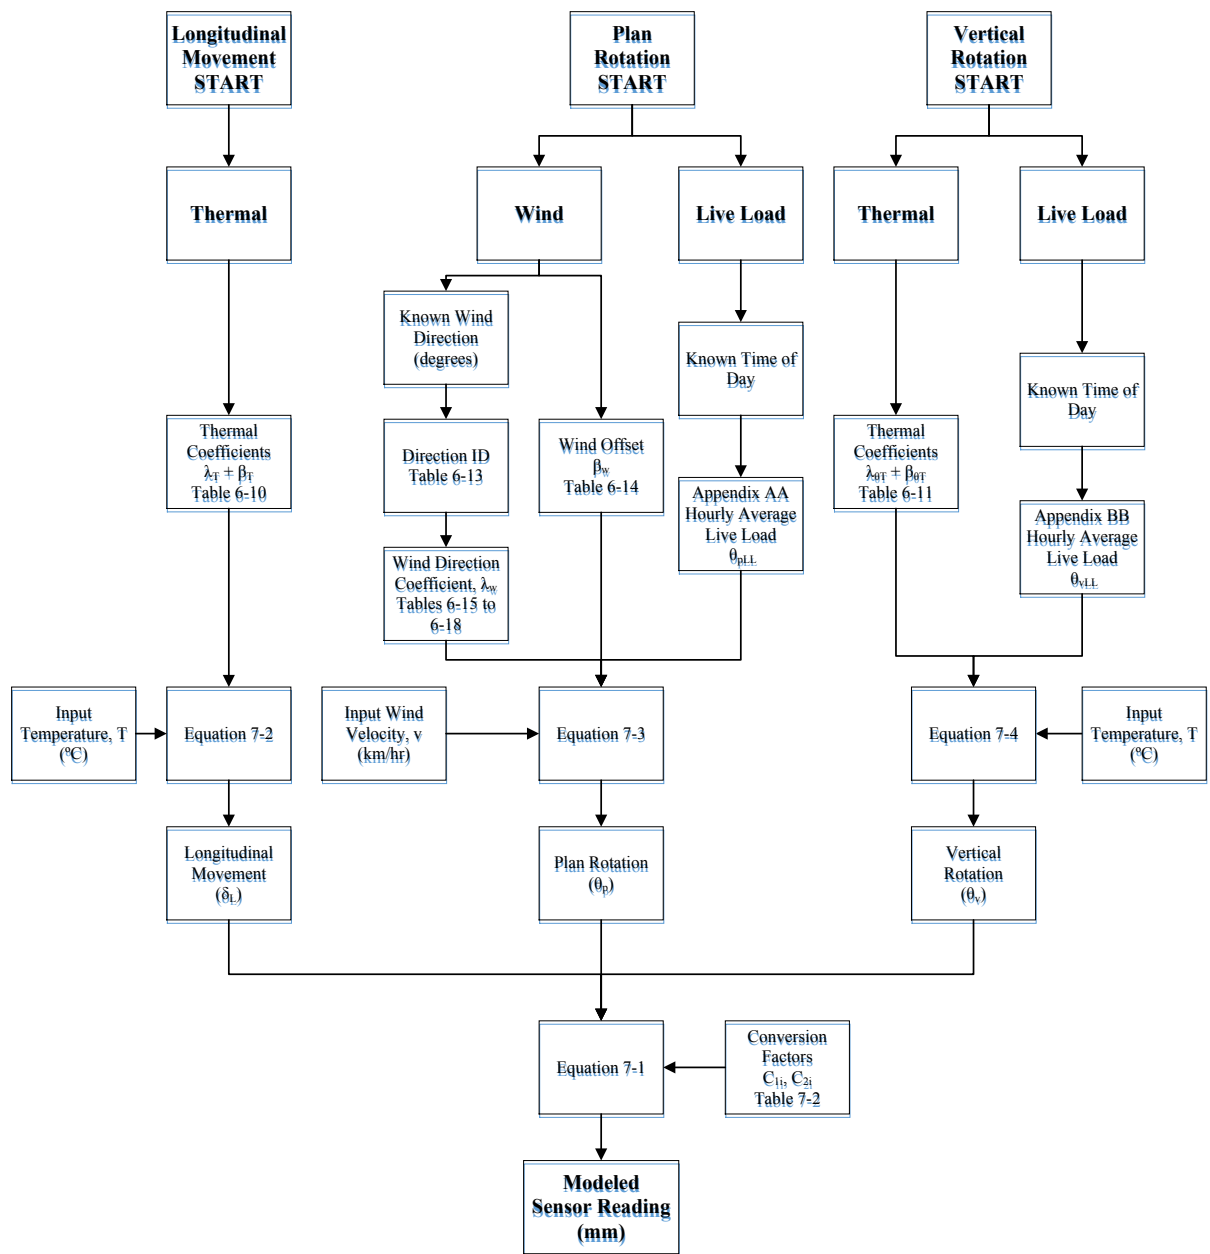 Longitudinal
Movement
START
Plan
Rotation
START
Vertical
Rotation
START
Thermal
Wind
Live Load
Thermal
Live Load
Known Wind
Direction
(degrees)
Known Time of
Day
Known Time of
Day
Thermal
Coefficients
λT + βT
Table 6-10
Direction ID
Table 6-13
Wind Offset
βw
Table 6-14
Thermal
Coefficients
λθT + βθT
Table 6-11
Appendix AA
Hourly Average
Live Load
θpLL
Appendix BB
Hourly Average
Live Load
θvLL
Wind Direction
Coefficient, λw
Tables 6-15 to
6-18
Input
Temperature, T
(ºC)
Equation 7-2
Input Wind
Velocity, v
(km/hr)
Equation 7-3
Equation 7-4
Input
Temperature, T
(ºC)
Longitudinal
Movement
(δL)
Plan Rotation
(θp)
Vertical
Rotation
(θv)
Equation 7-1
Conversion
Factors
C1i, C2i
Table 7-2
Modeled
Sensor Reading
(mm)